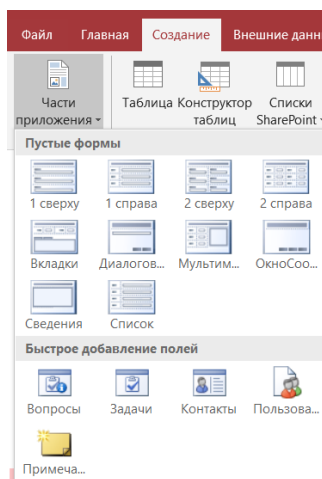 Файл Главная Создание Внешние данн
Части приложения
Таблица Конструктор таблиц Списки SharePoint
Пустые формы
1 сверху 1 справа 2 сверху 2 справа
Вкладки Диалогов... Мультим... ОкноСоо...
Сведения Список
Быстрое добавление полей
Вопросы Задачи Контакты Пользова...
Примеча...